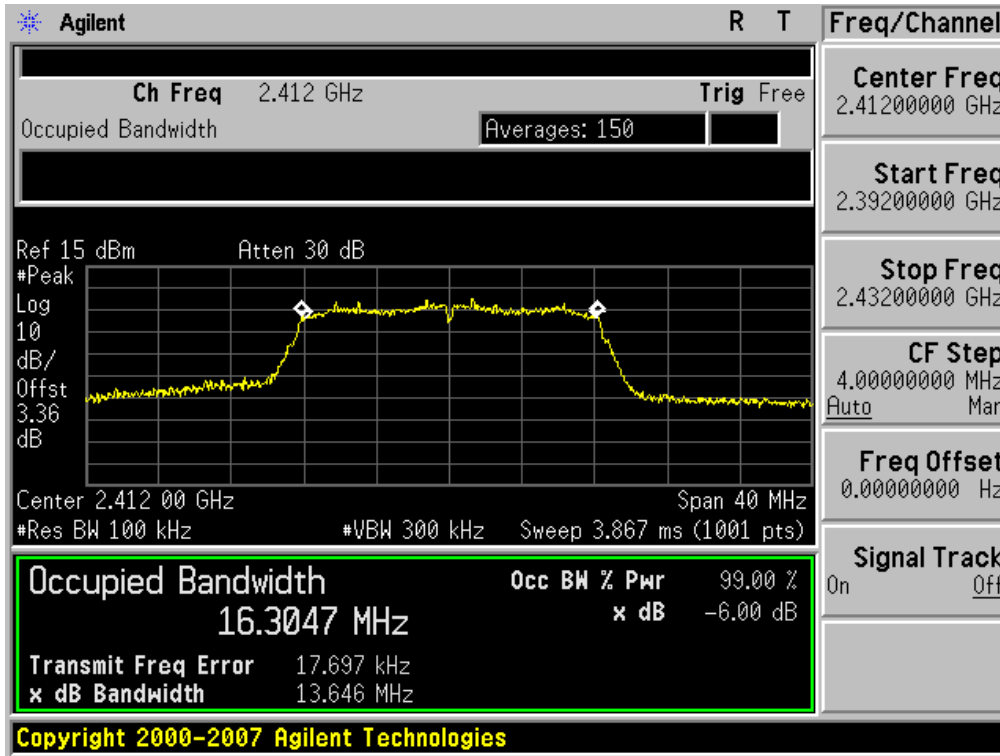 Agilent R T
Freq/Channel
Ch Freq 2.412 GHz Trig Free
Occupied Bandwidth Averages: 150
Ref 15 dBm Atten 30 dB
#Peak
Log
10
dB/
Offst
3.36
dB
Center 2.412 00 GHz Span 40 MHz
#Res BW 100 kHz #VBW 300 kHz Sweep 3.867 ms (1001 pts)
Occupied Bandwidth
16.3047 MHz
Occ BW % Pwr 99.00 %
x dB -6.00 dB
Transmit Freq Error 17.697 kHz
x dB Bandwidth 13.646 MHz
Copyright 2000-2007 Agilent Technologies
Center Freq
2.41200000 GHz
Start Freq
2.39200000 GHz
Stop Freq
2.43200000 GHz
CF Step
4.00000000 MHz
Auto Man
Freq Offset
0.00000000 Hz
Signal Track
On Off